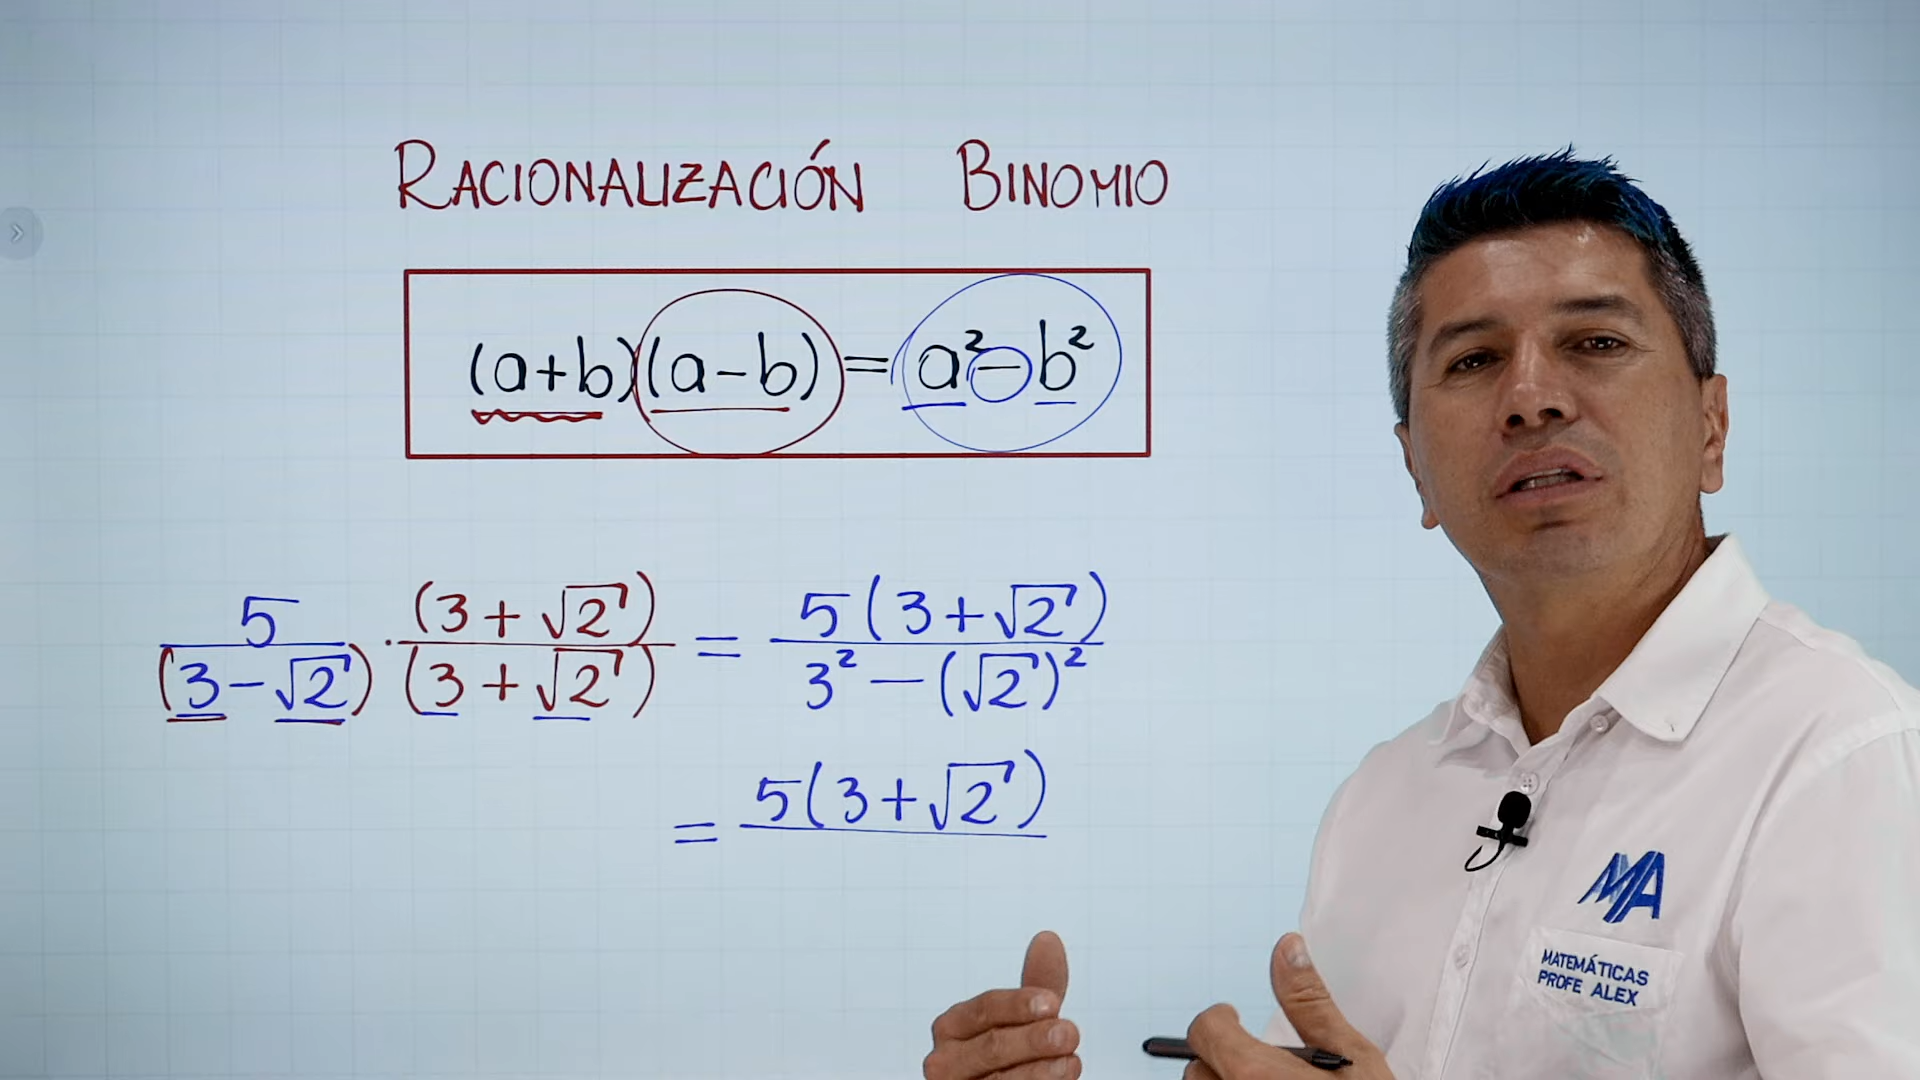 RACIONALIZACIÓN BINOMIO
(a+b)(a-b) = a² - b²
5/(3-√2) · (3+√2)/(3+√2) = 5(3+√2)/3²-(√2)²
= 5(3+√2)
MA
MATEMÁTICAS
PROFE ALEX